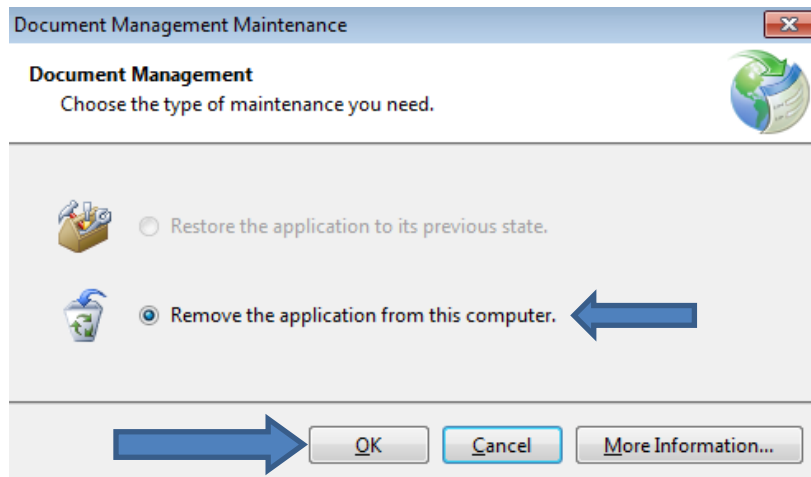 Document Management Maintenance
Document Management
Choose the type of maintenance you need.
Restore the application to its previous state.
Remove the application from this computer.
OK Cancel More Information...